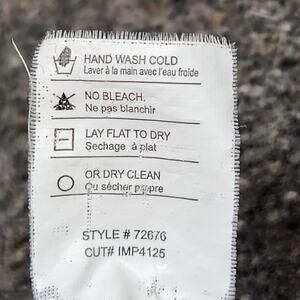 HAND WASH COLD
Laver à la main avec l'eau froide
NO BLEACH.
Ne pas blanchir
LAY FLAT TO DRY
Sechage à plat
OR DRY CLEAN
Ou sécher propre
STYLE # 72676
CUT# IMP4125